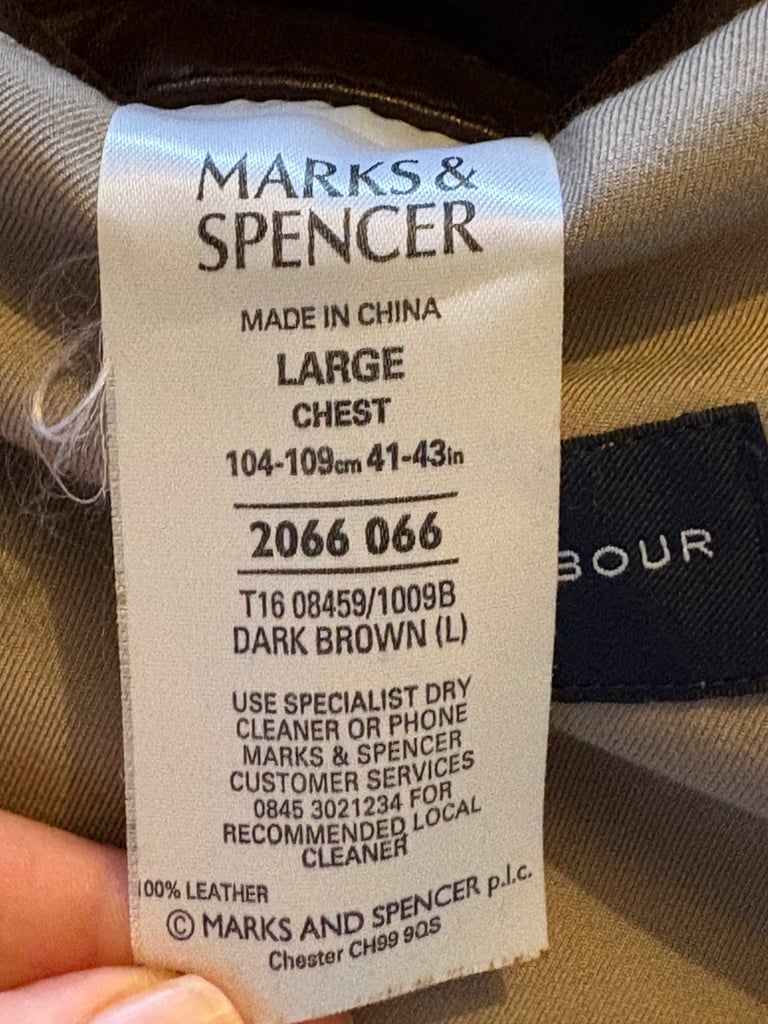 MARKS &
SPENCER
MADE IN CHINA
LARGE
CHEST
104-109cm 41-43in
2066 066
T16 08459/1009B
DARK BROWN (L)
USE SPECIALIST DRY
CLEANER OR PHONE
MARKS & SPENCER
CUSTOMER SERVICES
0845 3021234 FOR
RECOMMENDED LOCAL
CLEANER
100% LEATHER
© MARKS AND SPENCER p.l.c.
Chester CH99 9QS
BOUR